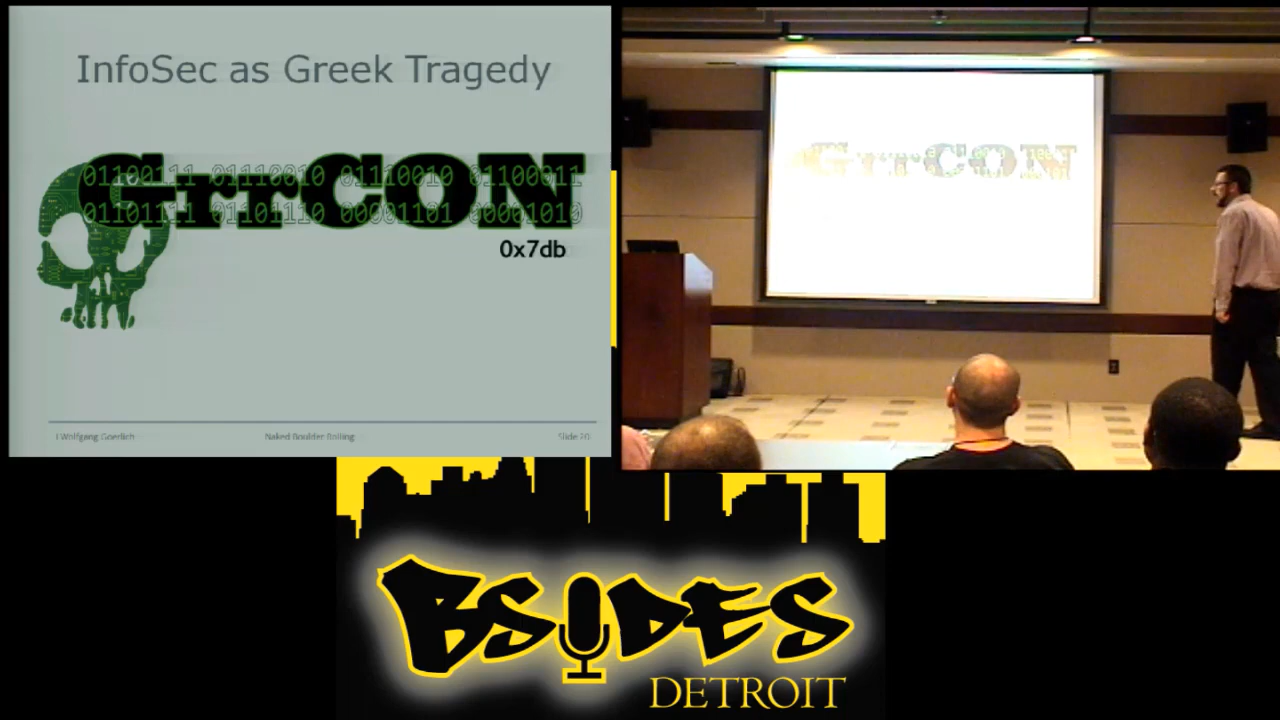 InfoSec as Greek Tragedy
GrrCON
01100111 01110010 01110010 01100011
01101111 01101110 00001101 00001010
0x7db
J Wolfgang Goerlich Naked Boulder Rolling Slide 20
GrrCON
BSIDES
DETROIT